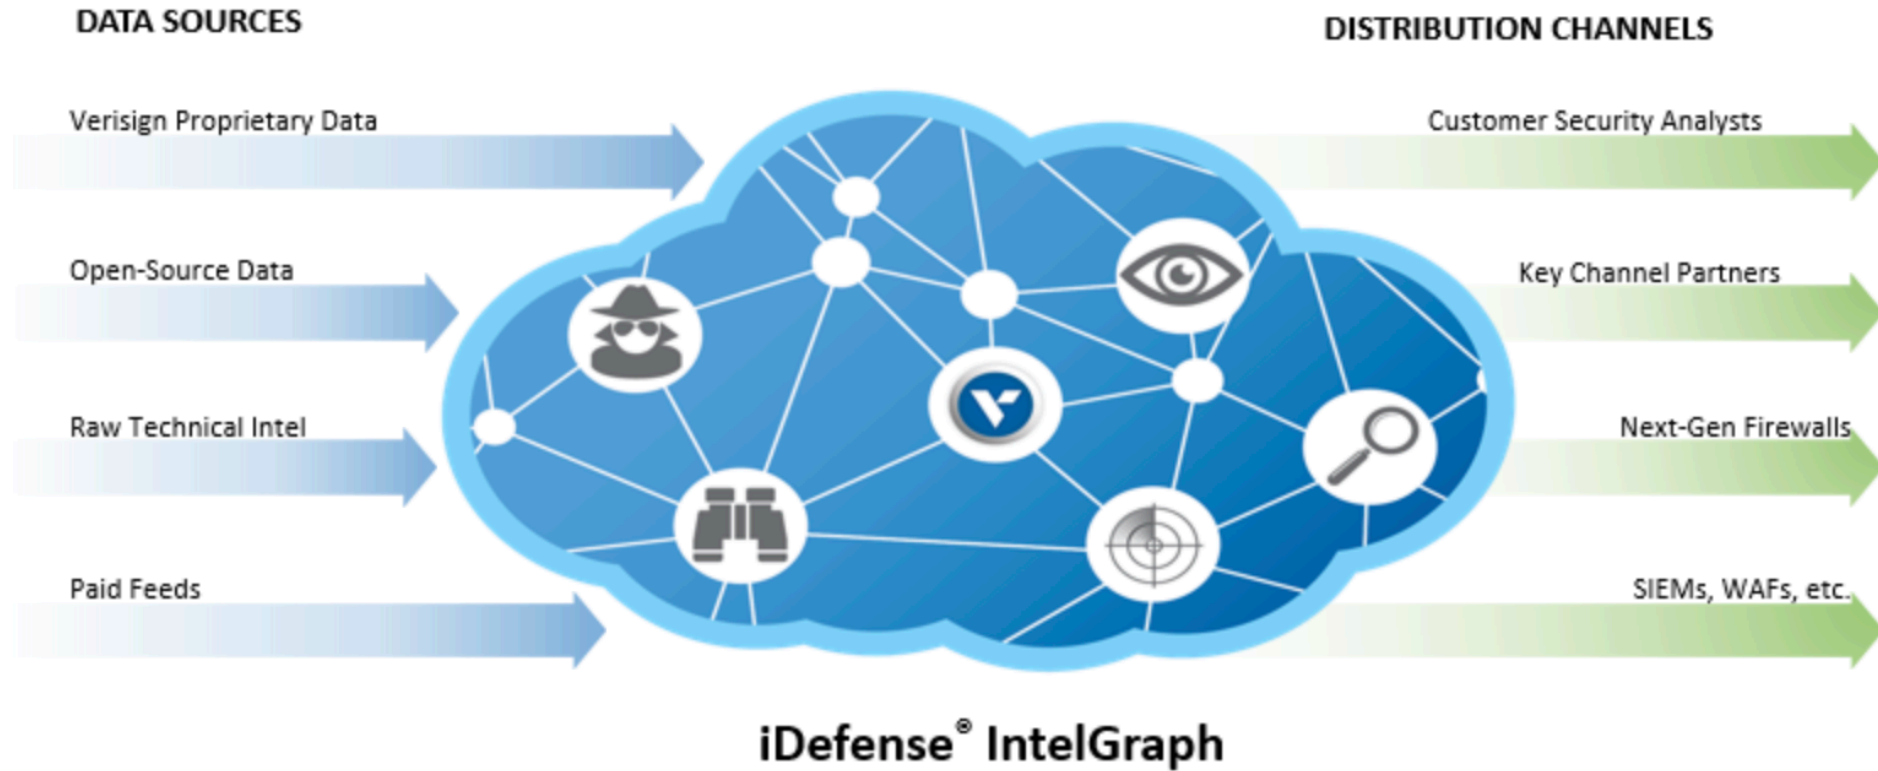 DATA SOURCES
DISTRIBUTION CHANNELS
Verisign Proprietary Data
Customer Security Analysts
Open-Source Data
Key Channel Partners
Raw Technical Intel
Next-Gen Firewalls
Paid Feeds
SIEMs, WAFs, etc.
iDefense® IntelGraph